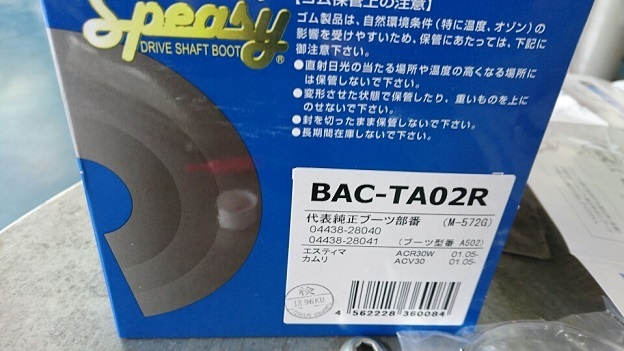 Speasy®
DRIVE SHAFT BOOT
【ゴム保管上の注意】
ゴム製品は、自然環境条件（特に温度、オゾン）の
影響を受けやすいため、保管にあたっては、下記に
御注意下さい。
●直射日光の当たる場所や温度の高くなる場所に
は保管しないで下さい。
●変形させた状態で保管したり、重いものを上に
のせないで下さい。
●封を切ったまま保管しないで下さい。
●長期間在庫しないで下さい。
BAC-TA02R
代表純正ブーツ部番 (M-572G)
04438-28040
04438-28041 (ブーツ型番 A502)
エスティマ ACR30W 01.05-
カムリ ACV30 01.05-
検
4 562228 360084